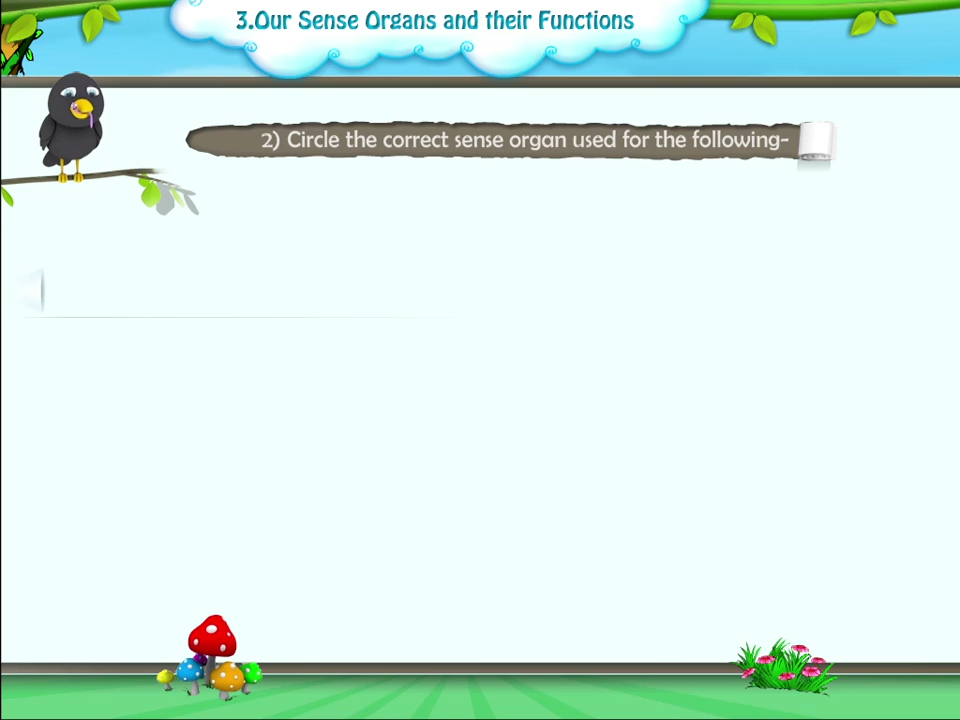 3.Our Sense Organs and their Functions
2) Circle the correct sense organ used for the following-